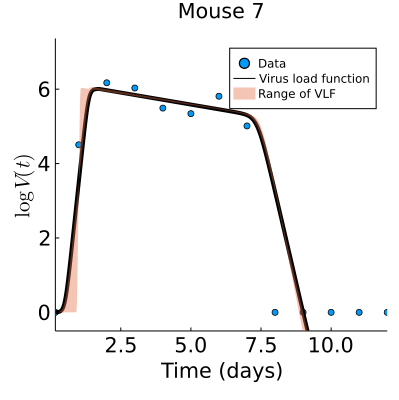 Mouse 7
Data
Virus load function
Range of VLF
6
4
2
0
log V(t)
2.5 5.0 7.5 10.0
Time (days)